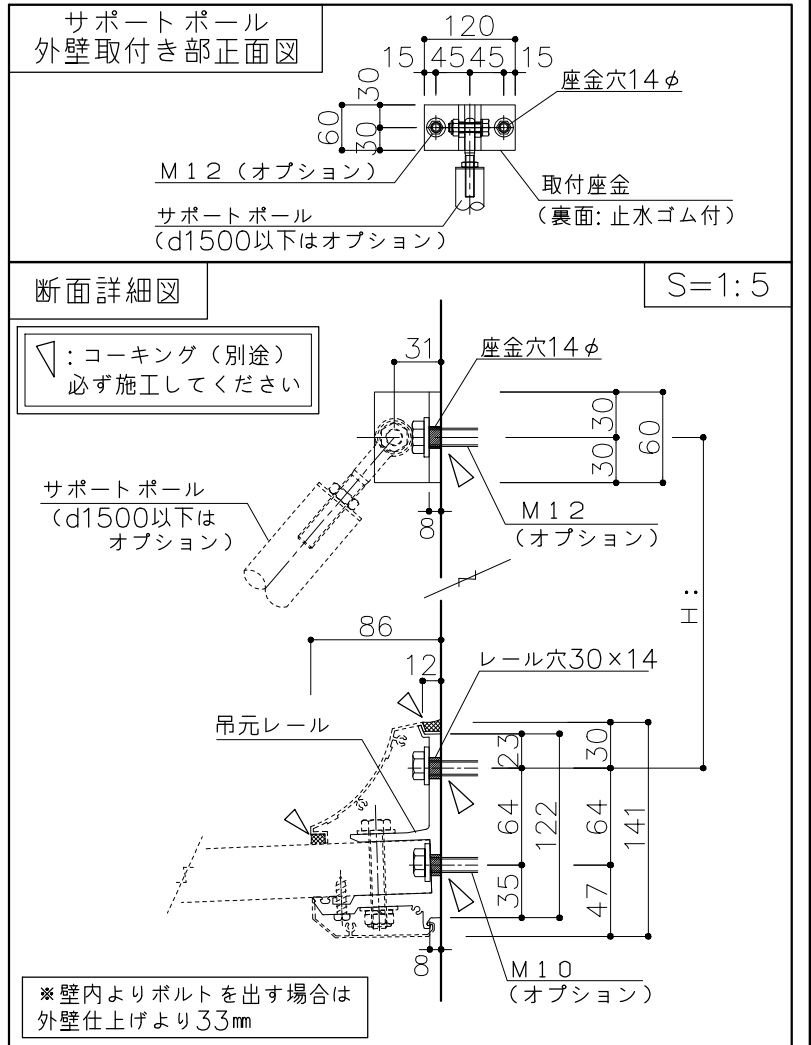 サポートポール
外壁取付き部正面図
120
15 45 45 15
座金穴14φ
30
60
30
M12（オプション）
取付座金
（裏面：止水ゴム付）
サポートポール
（d1500以下はオプション）
断面詳細図
S=1:5
：コーキング（別途）
必ず施工してください
31
座金穴14φ
30
30
60
サポートポール
（d1500以下は
オプション）
8
M12
（オプション）
H：
86
12
レール穴30×14
吊元レール
23
30
64
122
64
141
35
47
8
M10
（オプション）
※壁内よりボルトを出す場合は
外壁仕上げより33㎜